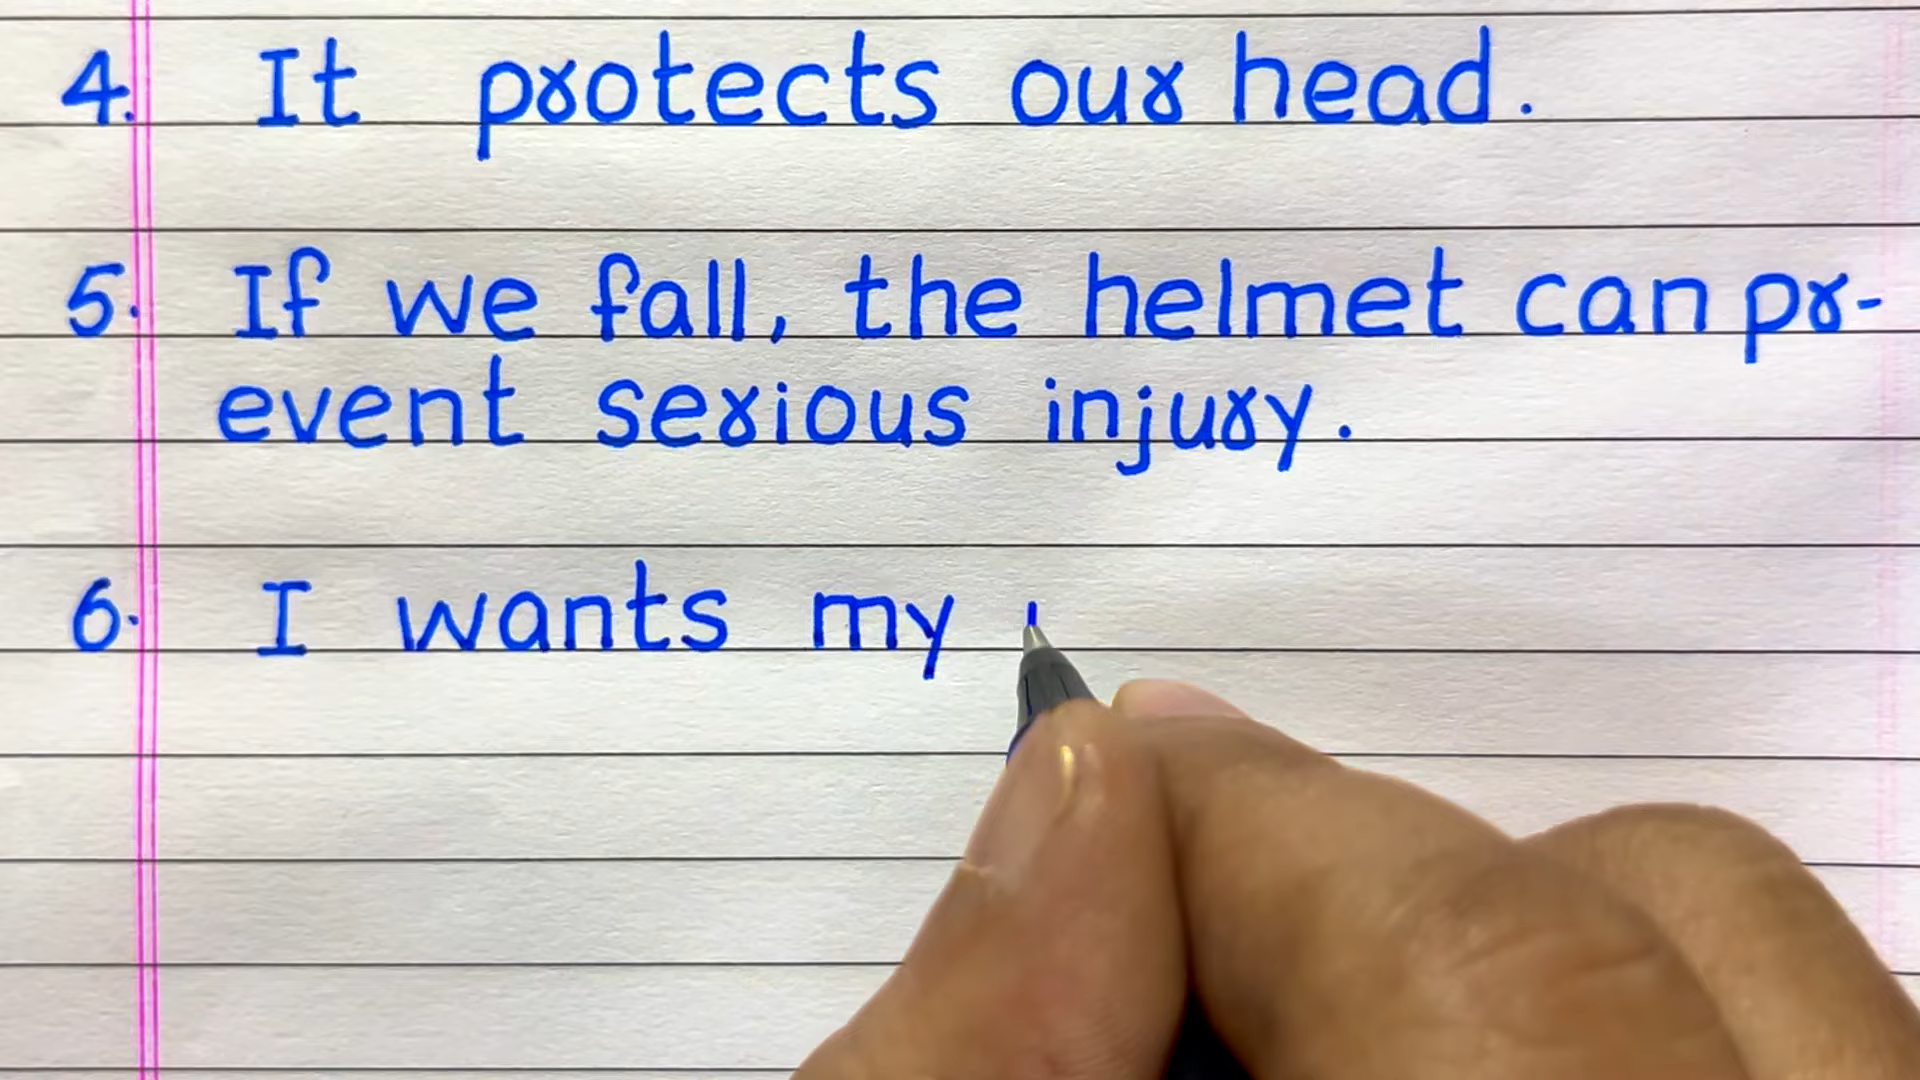 4. It protects our head.
5. If we fall, the helmet can pr-
event serious injury.
6. I wants my